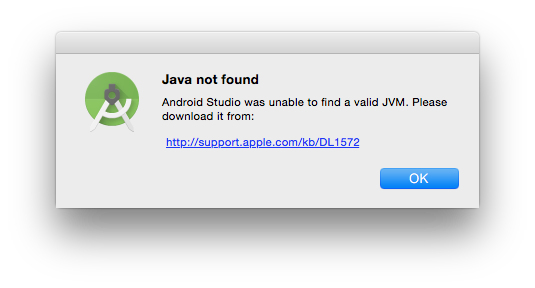 Java not found
Android Studio was unable to find a valid JVM. Please
download it from:
http://support.apple.com/kb/DL1572
OK